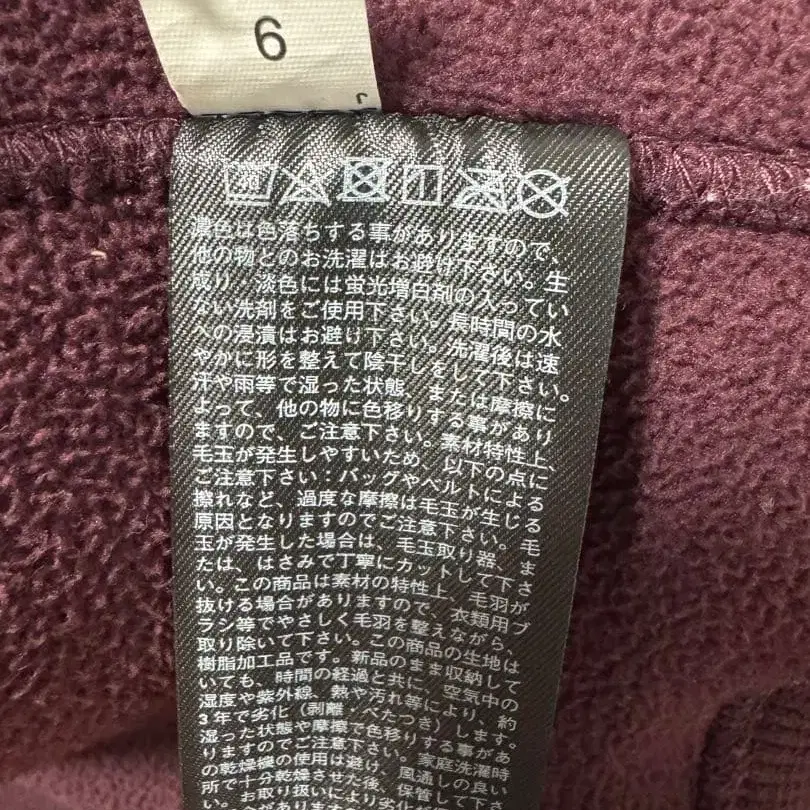 6
濃色は色落ちする事がありますので、
他の物とのお洗濯はお避け下さい。生
成り・淡色には蛍光増白剤の入ってい
ない洗剤をご使用下さい。長時間の水
への浸漬はお避け下さい。洗濯後は速
やかに形を整えて陰干しをして下さい。
汗や雨等で湿った状態、または摩擦に
よって、他の物に色移りする事があり
ますので、ご注意下さい。素材特性上、
毛玉が発生しやすいため、以下の点に
ご注意下さい：バッグやベルトによる
擦れなど、過度な摩擦は毛玉が生じる
原因となりますのでご注意下さい。毛
玉が発生した場合は、毛玉取り器、ま
たは、はさみで丁寧にカットして下さ
い。この商品は素材の特性上、毛羽が
抜ける場合がありますので、衣類用ブ
ラシ等でやさしく毛羽を整えながら、
取り除いて下さい。この商品の生地は
樹脂加工品です。新品のまま収納して
いても、時間の経過と共に、空気中の
湿度や紫外線、熱や汚れ等により、約
3年で劣化（剥離・べたつき）します。
湿った状態や摩擦で色移りする事があ
りますのでご注意下さい。家庭洗濯時
の乾燥機の使用は避け、風通しの良い
所で十分乾燥させた後、保管して下さ
い。お取り扱いにより劣化